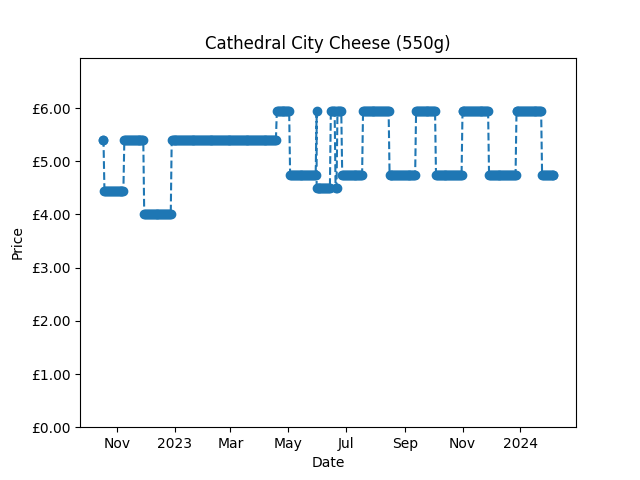 Cathedral City Cheese (550g)
£6.00
£5.00
£4.00
£3.00
£2.00
£1.00
£0.00
Price
Nov 2023 Mar May Jul Sep Nov 2024
Date